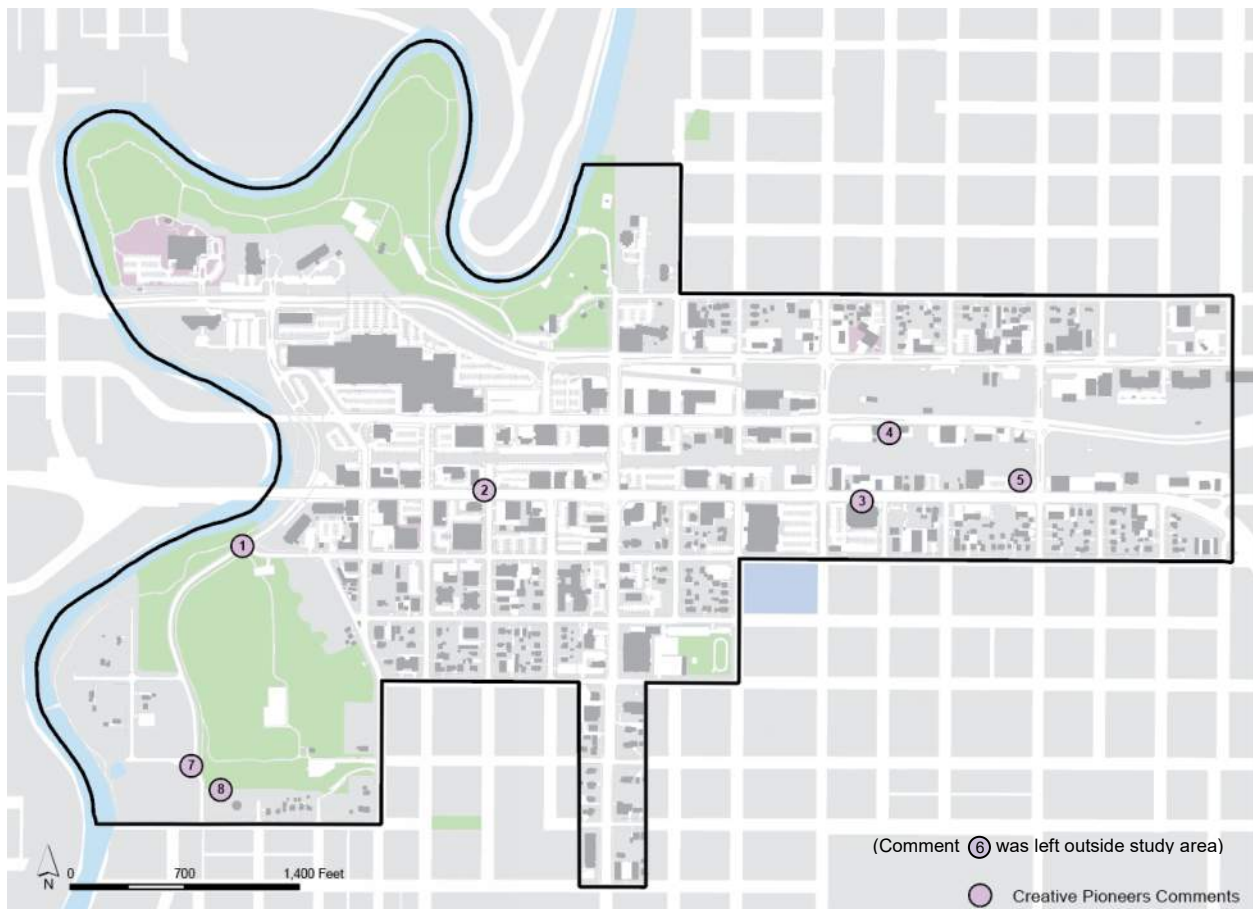 4
2
5
3
1
7
8
(Comment 6 was left outside study area)
N 0 700 1,400 Feet
Creative Pioneers Comments